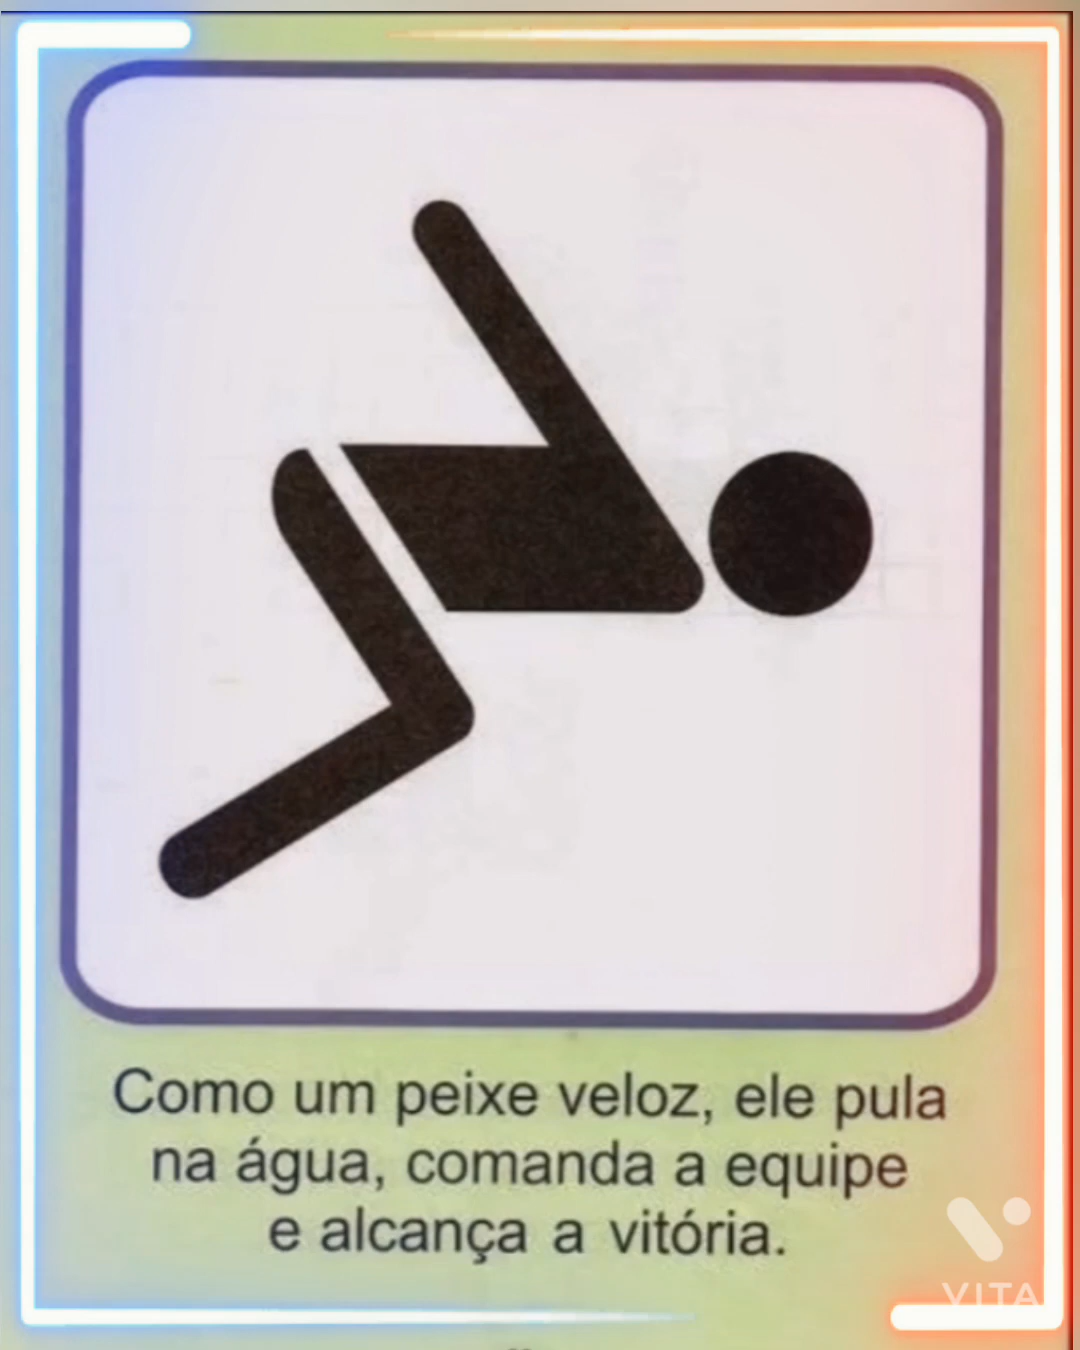 Como um peixe veloz, ele pula
na água, comanda a equipe
e alcança a vitória.
VITA